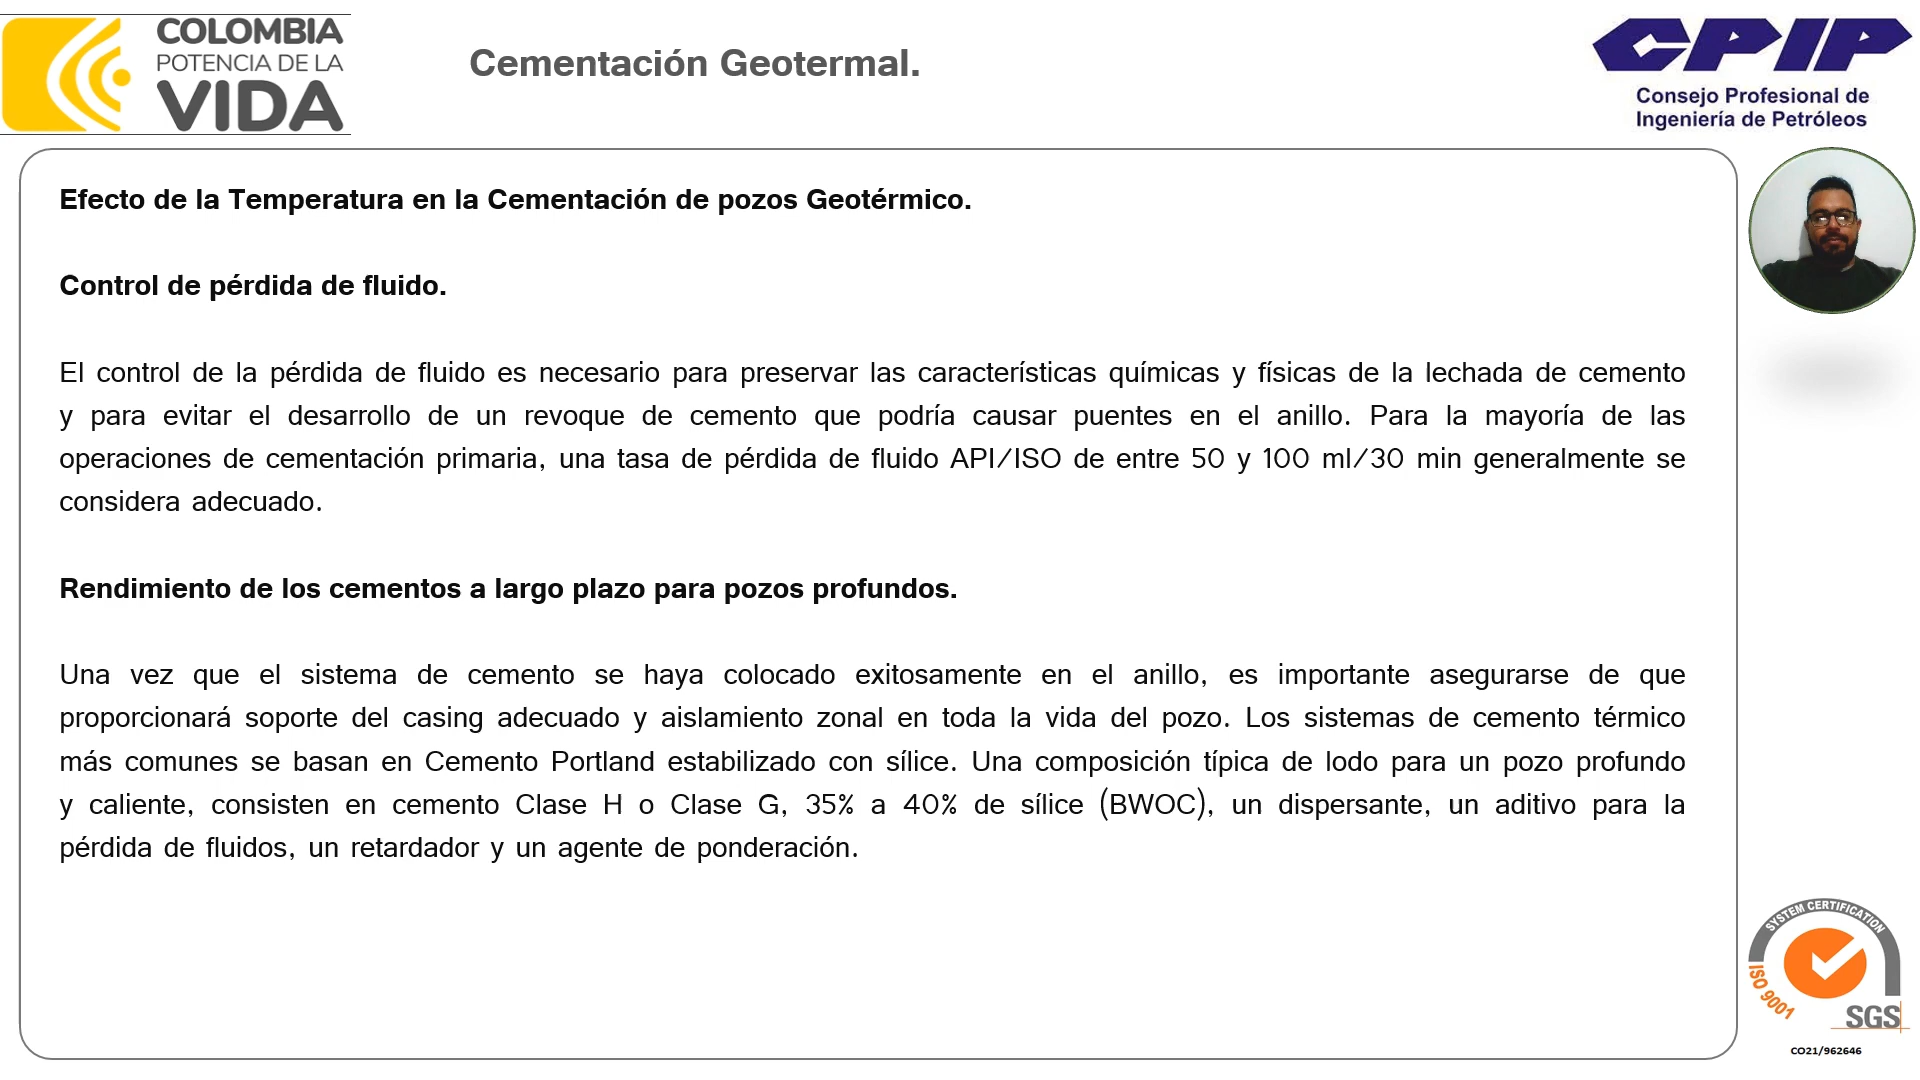 COLOMBIA
POTENCIA DE LA
VIDA
Cementación Geotermal.
CPIP
Consejo Profesional de
Ingeniería de Petróleos
Efecto de la Temperatura en la Cementación de pozos Geotérmico.
Control de pérdida de fluido.
El control de la pérdida de fluido es necesario para preservar las características químicas y físicas de la lechada de cemento
y para evitar el desarrollo de un revoque de cemento que podría causar puentes en el anillo. Para la mayoría de las
operaciones de cementación primaria, una tasa de pérdida de fluido API/ISO de entre 50 y 100 ml/30 min generalmente se
considera adecuado.
Rendimiento de los cementos a largo plazo para pozos profundos.
Una vez que el sistema de cemento se haya colocado exitosamente en el anillo, es importante asegurarse de que
proporcionará soporte del casing adecuado y aislamiento zonal en toda la vida del pozo. Los sistemas de cemento térmico
más comunes se basan en Cemento Portland estabilizado con sílice. Una composición típica de lodo para un pozo profundo
y caliente, consisten en cemento Clase H o Clase G, 35% a 40% de sílice (BWOC), un dispersante, un aditivo para la
pérdida de fluidos, un retardador y un agente de ponderación.
SYSTEM CERTIFICATION
ISO 9001
SGS
CO21/962646